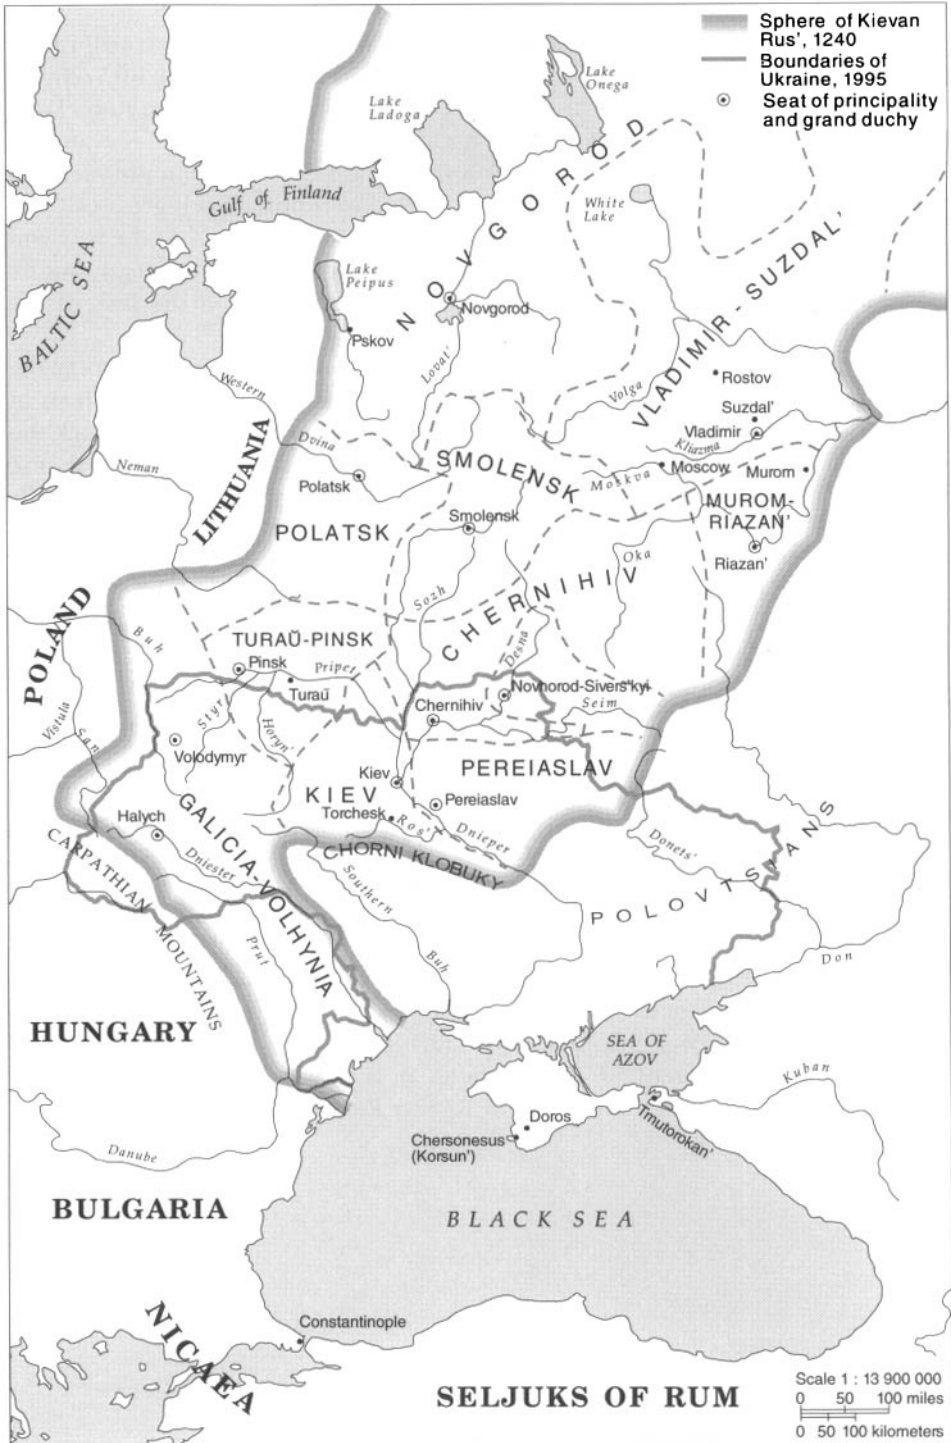 Sphere of Kievan
Rus', 1240
Boundaries of
Ukraine, 1995
Seat of principality
and grand duchy
Lake
Onega
Lake
Ladoga
Gulf of Finland
White
Lake
NOVGOROD
BALTIC SEA
Lake
Peipus
Novgorod
Pskov
Lovat'
VLADIMIR-SUZDAL'
Rostov
Volga
Suzdal'
Vladimir
Kliazma
Western
Dvina
Neman
LITHUANIA
SMOLENSK
Moskva
Moscow
Murom
Polatsk
MUROM-
RIAZAN'
Smolensk
POLATSK
Oka
Riazan'
CHERNIHIV
Sozh
POLAND
Buh
TURAŬ-PINSK
Desna
Pinsk
Pripet
Turaŭ
Novhorod-Sivers'kyi
Seim
Styr
Chernihiv
Horyn'
Vistula
San
Volodymyr
Kiev
PEREIASLAV
KIEV
Pereiaslav
Halych
Torchesk
Ros'
Dnieper
GALICIA-VOLHYNIA
Donets'
CARPATHIAN
MOUNTAINS
CHORNI KLOBUKY
Dniester
Southern
Buh
POLOVTSIANS
Prut
Don
HUNGARY
SEA OF
AZOV
Kuban
Doros
Tmutorokan'
Chersonesus
(Korsun')
Danube
BULGARIA
BLACK SEA
NICAEA
Constantinople
SELJUKS OF RUM
Scale 1 : 13 900 000
0 50 100 miles
0 50 100 kilometers